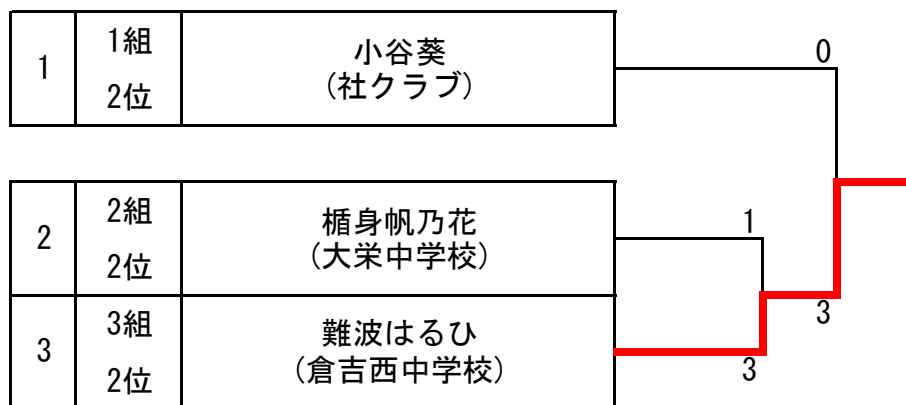 1
1組
2位
小谷葵
(社クラブ)
0
2
2組
2位
楯身帆乃花
(大栄中学校)
1
3
3組
2位
難波はるひ
(倉吉西中学校)
3
3